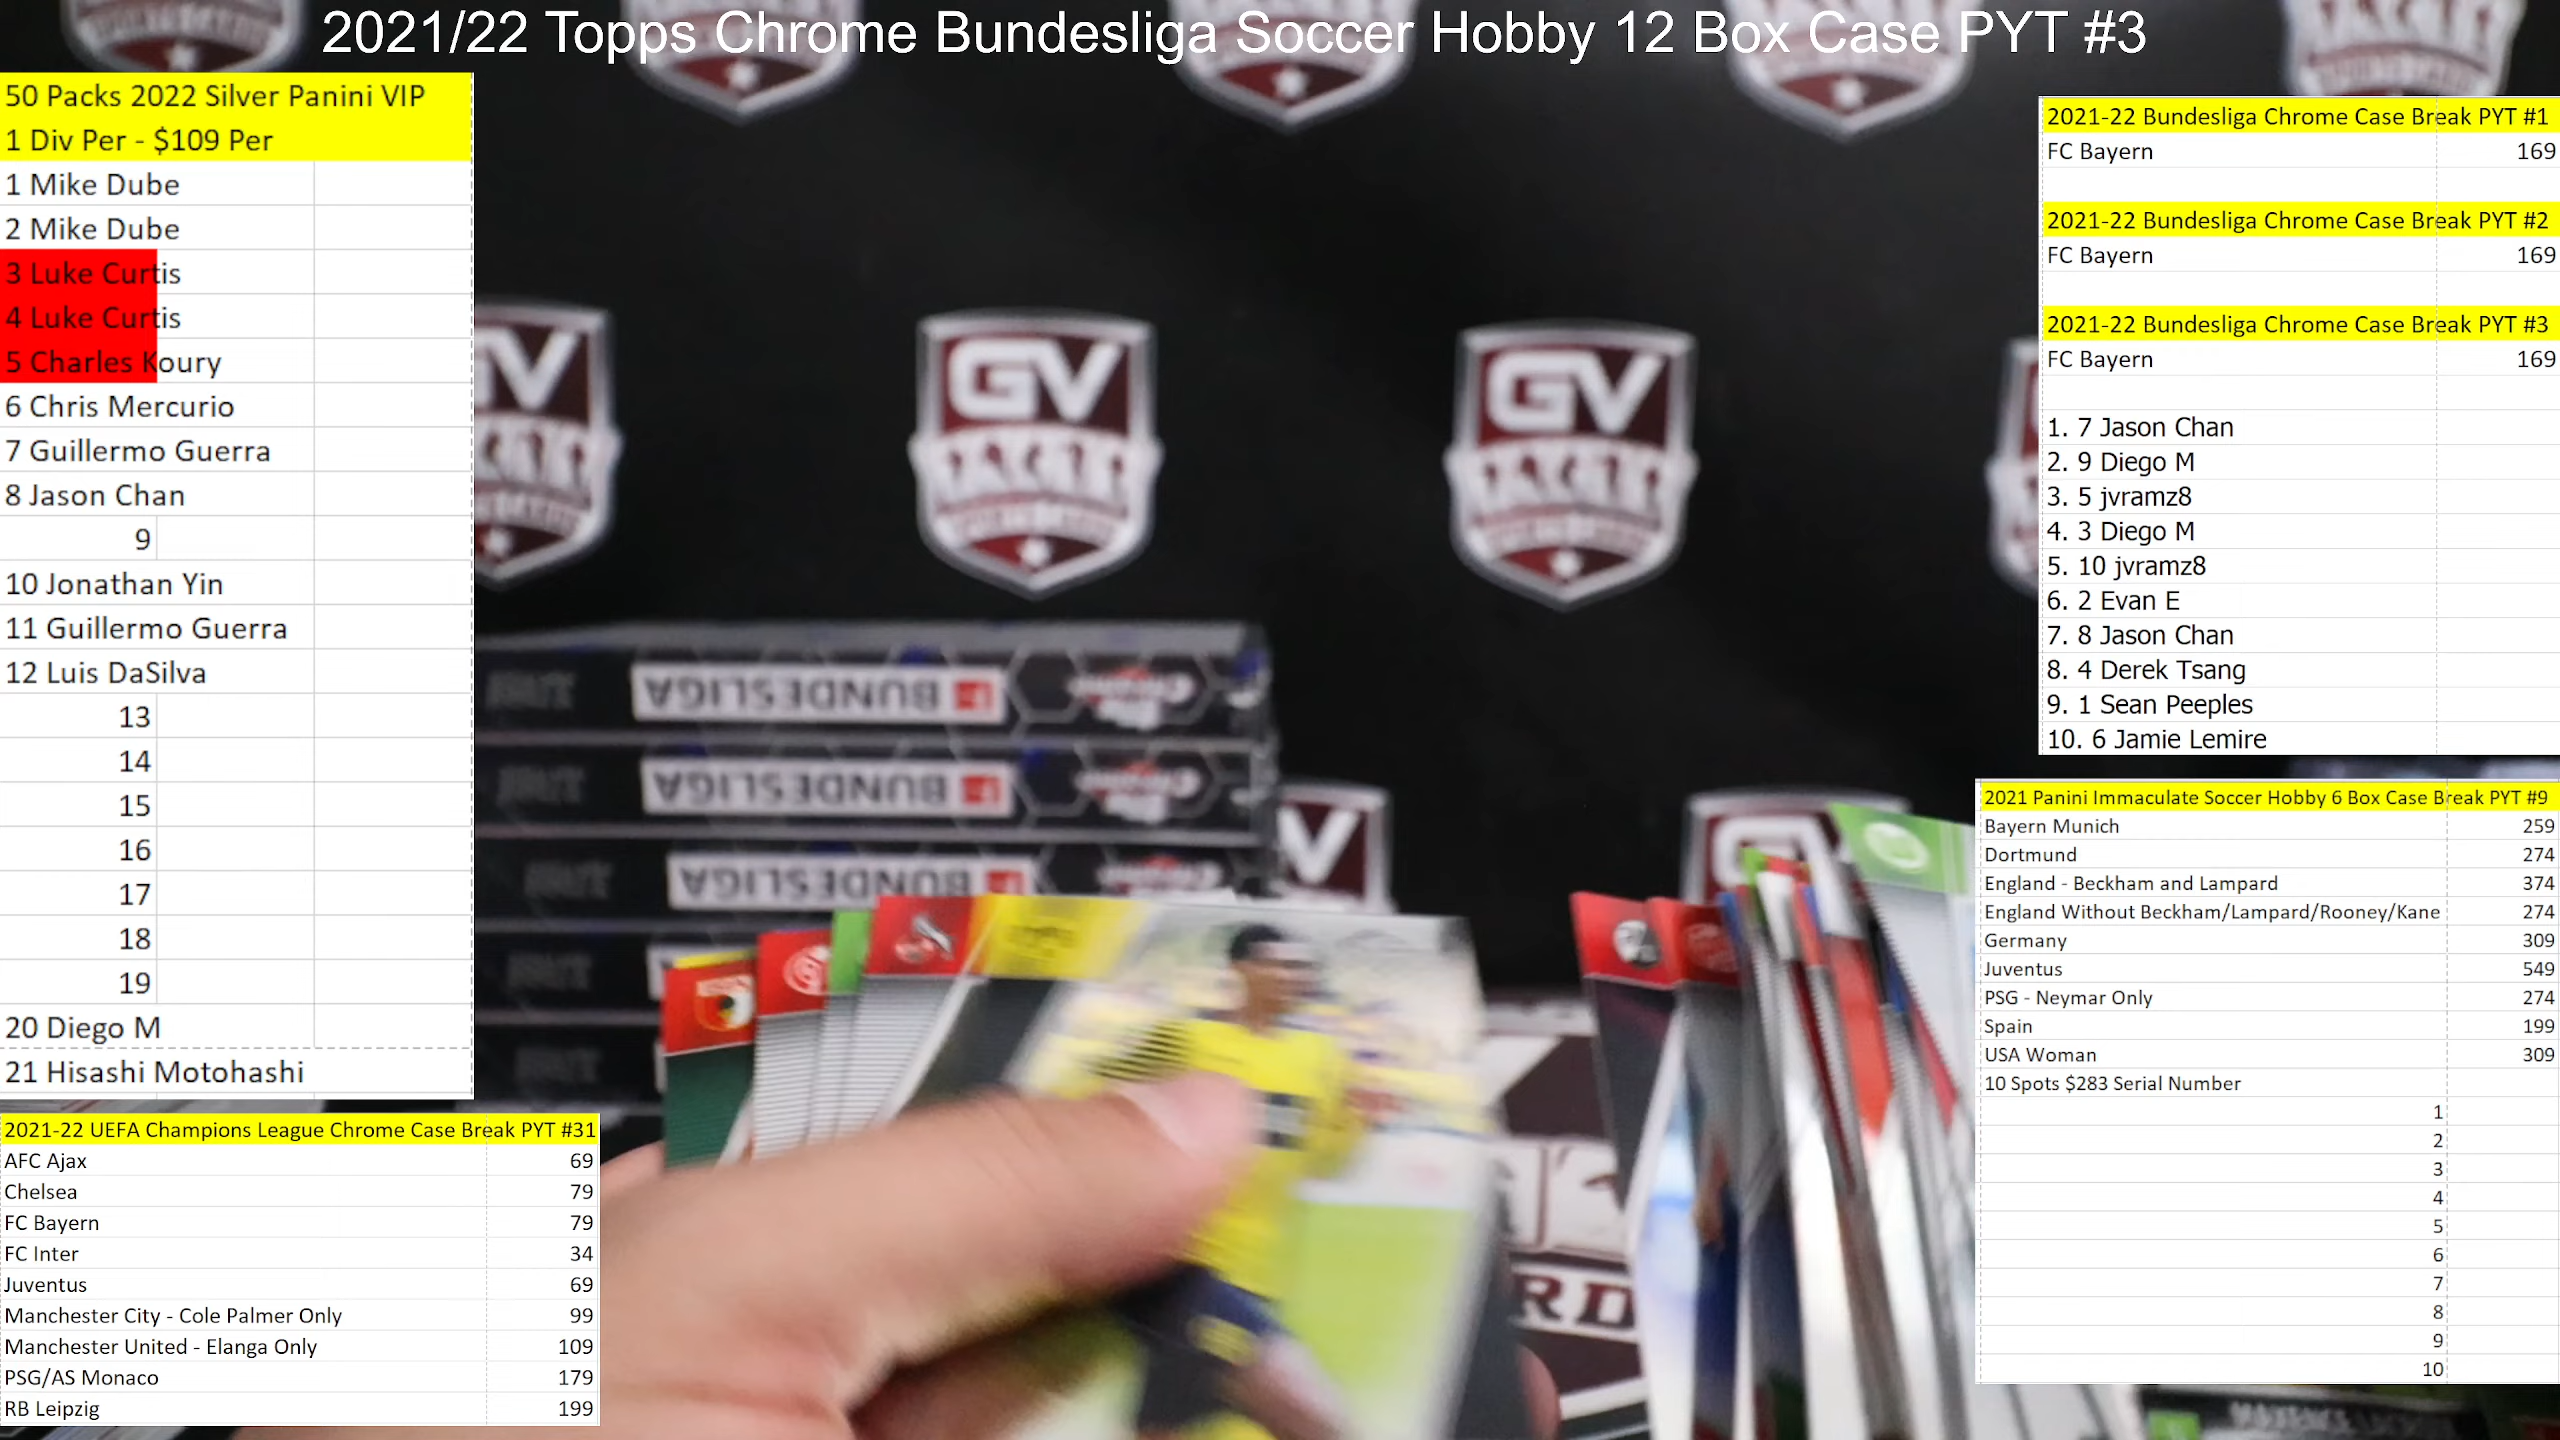 2021/22 Topps Chrome Bundesliga Soccer Hobby 12 Box Case PYT #3
50 Packs 2022 Silver Panini VIP
1 Div Per - $109 Per
1 Mike Dube
2 Mike Dube
3 Luke Curtis
4 Luke Curtis
5 Charles Koury
6 Chris Mercurio
7 Guillermo Guerra
8 Jason Chan
9
10 Jonathan Yin
11 Guillermo Guerra
12 Luis DaSilva
13
14
15
16
17
18
19
20 Diego M
21 Hisashi Motohashi
2021-22 UEFA Champions League Chrome Case Break PYT #31
AFC Ajax 69
Chelsea 79
FC Bayern 79
FC Inter 34
Juventus 69
Manchester City - Cole Palmer Only 99
Manchester United - Elanga Only 109
PSG/AS Monaco 179
RB Leipzig 199
GV
GV
BUNDESLIGA
BUNDESLIGA
BUNDESLIGA
2021-22 Bundesliga Chrome Case Break PYT #1
FC Bayern 169
2021-22 Bundesliga Chrome Case Break PYT #2
FC Bayern 169
2021-22 Bundesliga Chrome Case Break PYT #3
FC Bayern 169
1. 7 Jason Chan
2. 9 Diego M
3. 5 jvramz8
4. 3 Diego M
5. 10 jvramz8
6. 2 Evan E
7. 8 Jason Chan
8. 4 Derek Tsang
9. 1 Sean Peeples
10. 6 Jamie Lemire
2021 Panini Immaculate Soccer Hobby 6 Box Case Break PYT #9
Bayern Munich 259
Dortmund 274
England - Beckham and Lampard 374
England Without Beckham/Lampard/Rooney/Kane 274
Germany 309
Juventus 549
PSG - Neymar Only 274
Spain 199
USA Woman 309
10 Spots $283 Serial Number
1
2
3
4
5
6
7
8
9
10